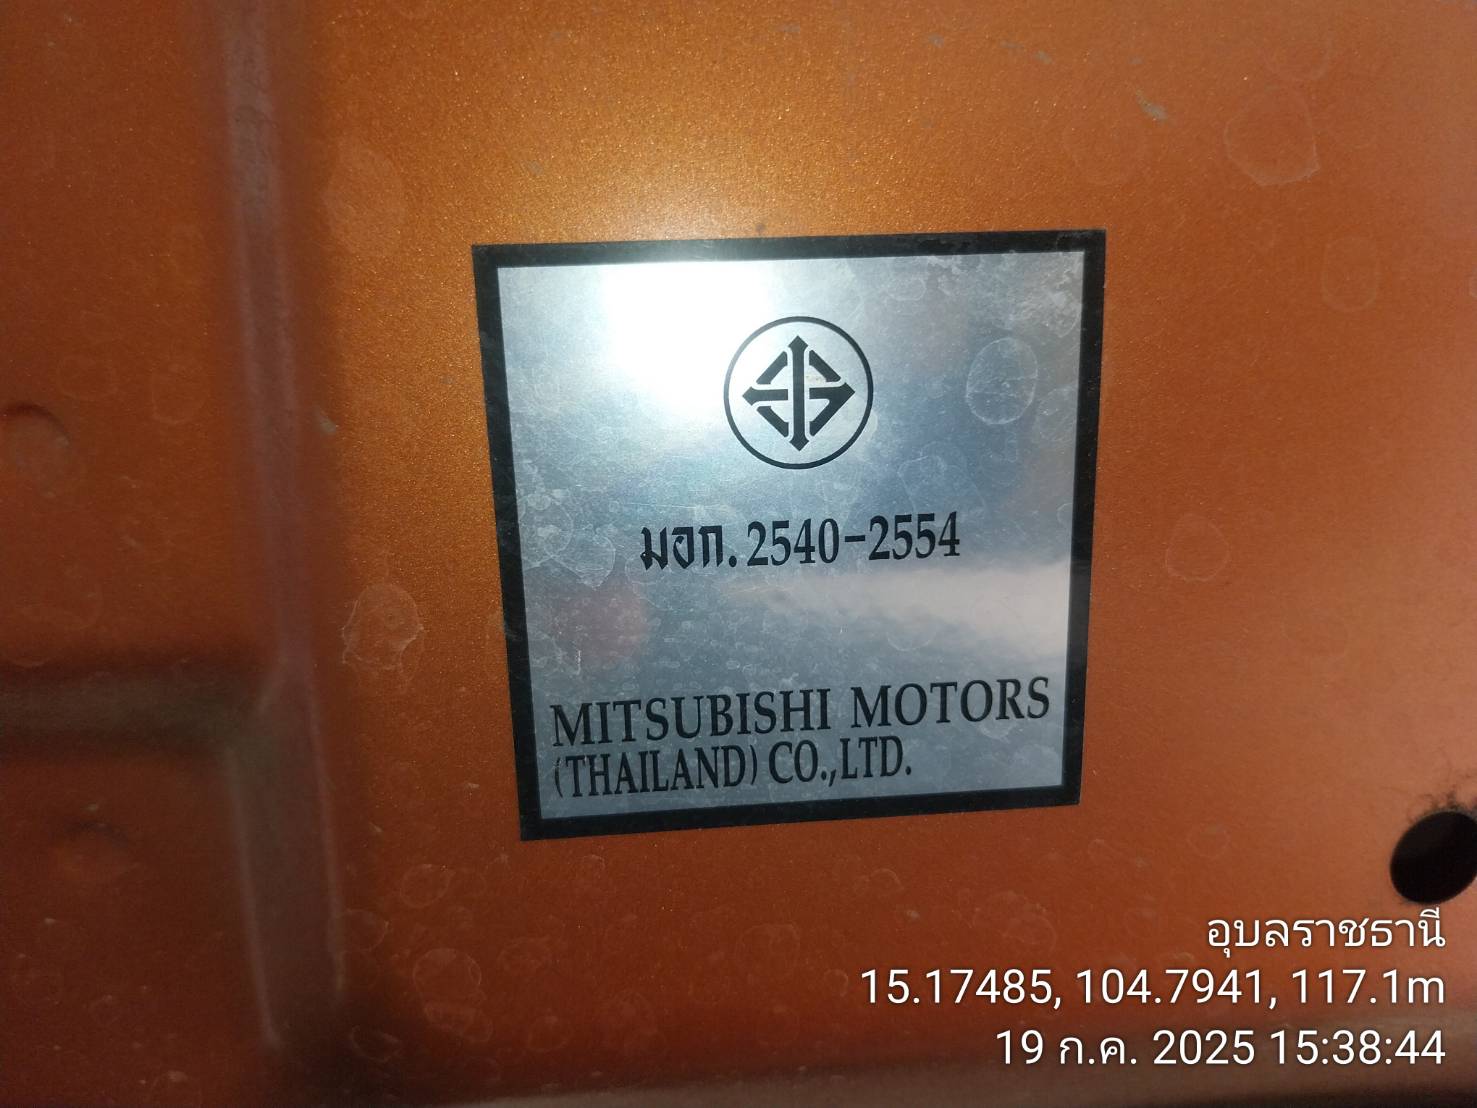 มอก. 2540-2554
MITSUBISHI MOTORS
(THAILAND) CO.,LTD.
อุบลราชธานี
15.17485, 104.7941, 117.1m
19 ก.ค. 2025 15:38:44